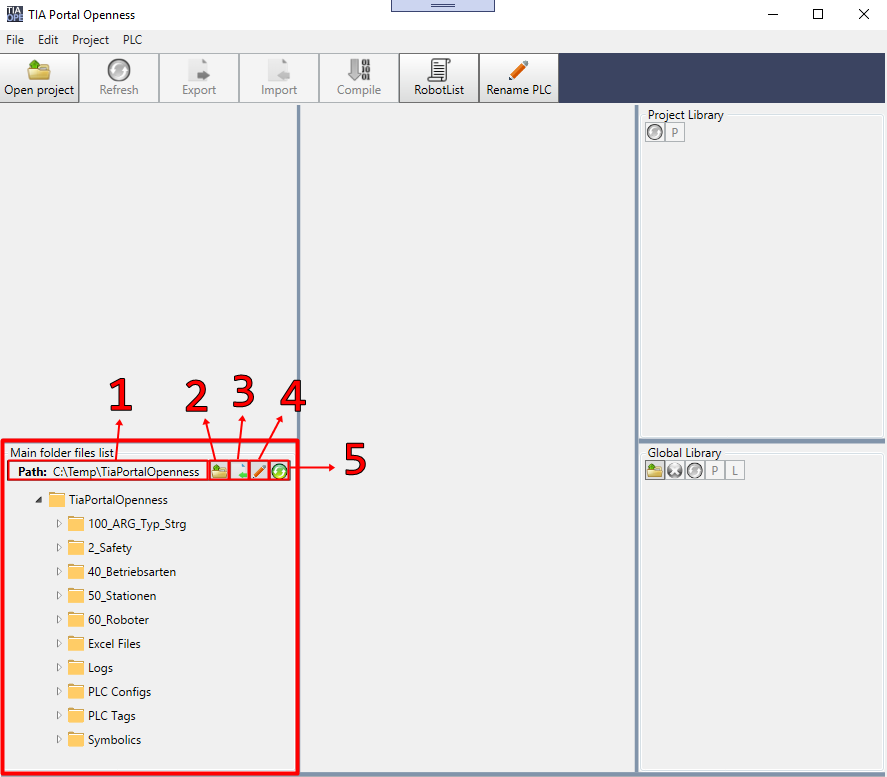 TIA OPE TIA Portal Openness
File Edit Project PLC
Open project Refresh Export Import Compile RobotList Rename PLC
Project Library
P
1 2 3 4
5
Main folder files list
Path: C:\Temp\TiaPortalOpenness
TiaPortalOpenness
100_ARG_Typ_Strg
2_Safety
40_Betriebsarten
50_Stationen
60_Roboter
Excel Files
Logs
PLC Configs
PLC Tags
Symbolics
Global Library
P L